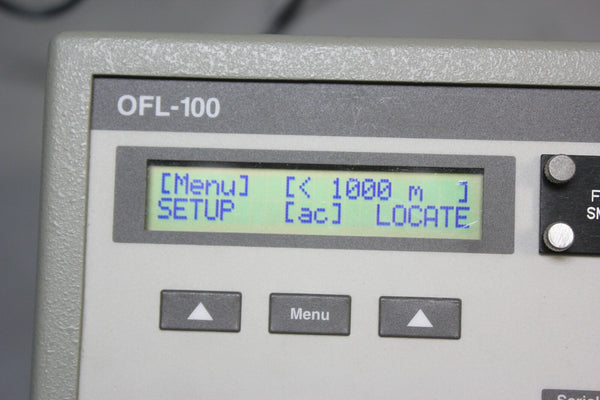 OFL-100
[Menu] [< 1000 m ]
SETUP [ac] LOCATE
Menu